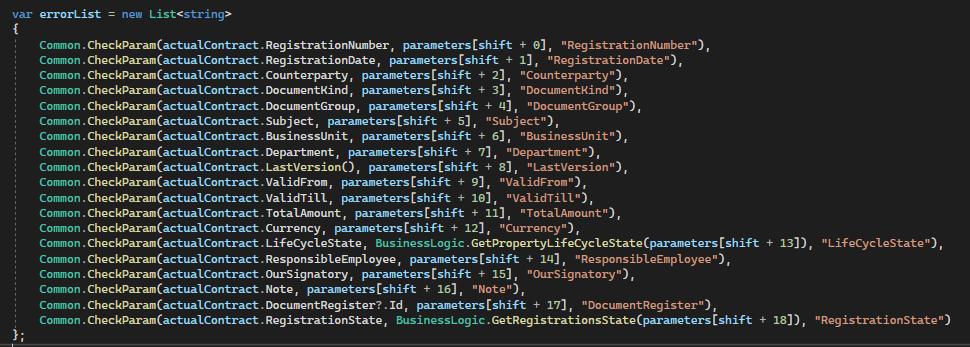 var errorList = new List<string>
{
    Common.CheckParam(actualContract.RegistrationNumber, parameters[shift + 0], "RegistrationNumber"),
    Common.CheckParam(actualContract.RegistrationDate, parameters[shift + 1], "RegistrationDate"),
    Common.CheckParam(actualContract.Counterparty, parameters[shift + 2], "Counterparty"),
    Common.CheckParam(actualContract.DocumentKind, parameters[shift + 3], "DocumentKind"),
    Common.CheckParam(actualContract.DocumentGroup, parameters[shift + 4], "DocumentGroup"),
    Common.CheckParam(actualContract.Subject, parameters[shift + 5], "Subject"),
    Common.CheckParam(actualContract.BusinessUnit, parameters[shift + 6], "BusinessUnit"),
    Common.CheckParam(actualContract.Department, parameters[shift + 7], "Department"),
    Common.CheckParam(actualContract.LastVersion(), parameters[shift + 8], "LastVersion"),
    Common.CheckParam(actualContract.ValidFrom, parameters[shift + 9], "ValidFrom"),
    Common.CheckParam(actualContract.ValidTill, parameters[shift + 10], "ValidTill"),
    Common.CheckParam(actualContract.TotalAmount, parameters[shift + 11], "TotalAmount"),
    Common.CheckParam(actualContract.Currency, parameters[shift + 12], "Currency"),
    Common.CheckParam(actualContract.LifeCycleState, BusinessLogic.GetPropertyLifeCycleState(parameters[shift + 13]), "LifeCycleState"),
    Common.CheckParam(actualContract.ResponsibleEmployee, parameters[shift + 14], "ResponsibleEmployee"),
    Common.CheckParam(actualContract.OurSignatory, parameters[shift + 15], "OurSignatory"),
    Common.CheckParam(actualContract.Note, parameters[shift + 16], "Note"),
    Common.CheckParam(actualContract.DocumentRegister?.Id, parameters[shift + 17], "DocumentRegister"),
    Common.CheckParam(actualContract.RegistrationState, BusinessLogic.GetRegistrationsState(parameters[shift + 18]), "RegistrationState")
};